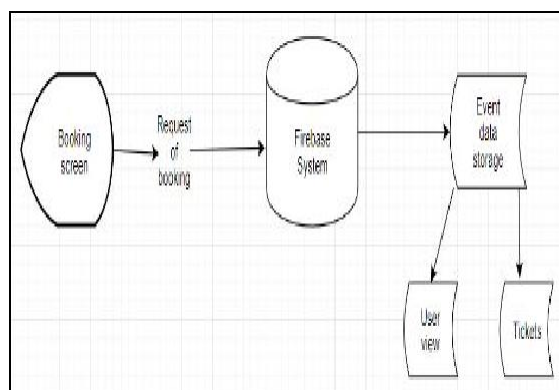 Booking
screen
Request
of
booking
Firebase
System
Event
data
storage
User
view
Tickets